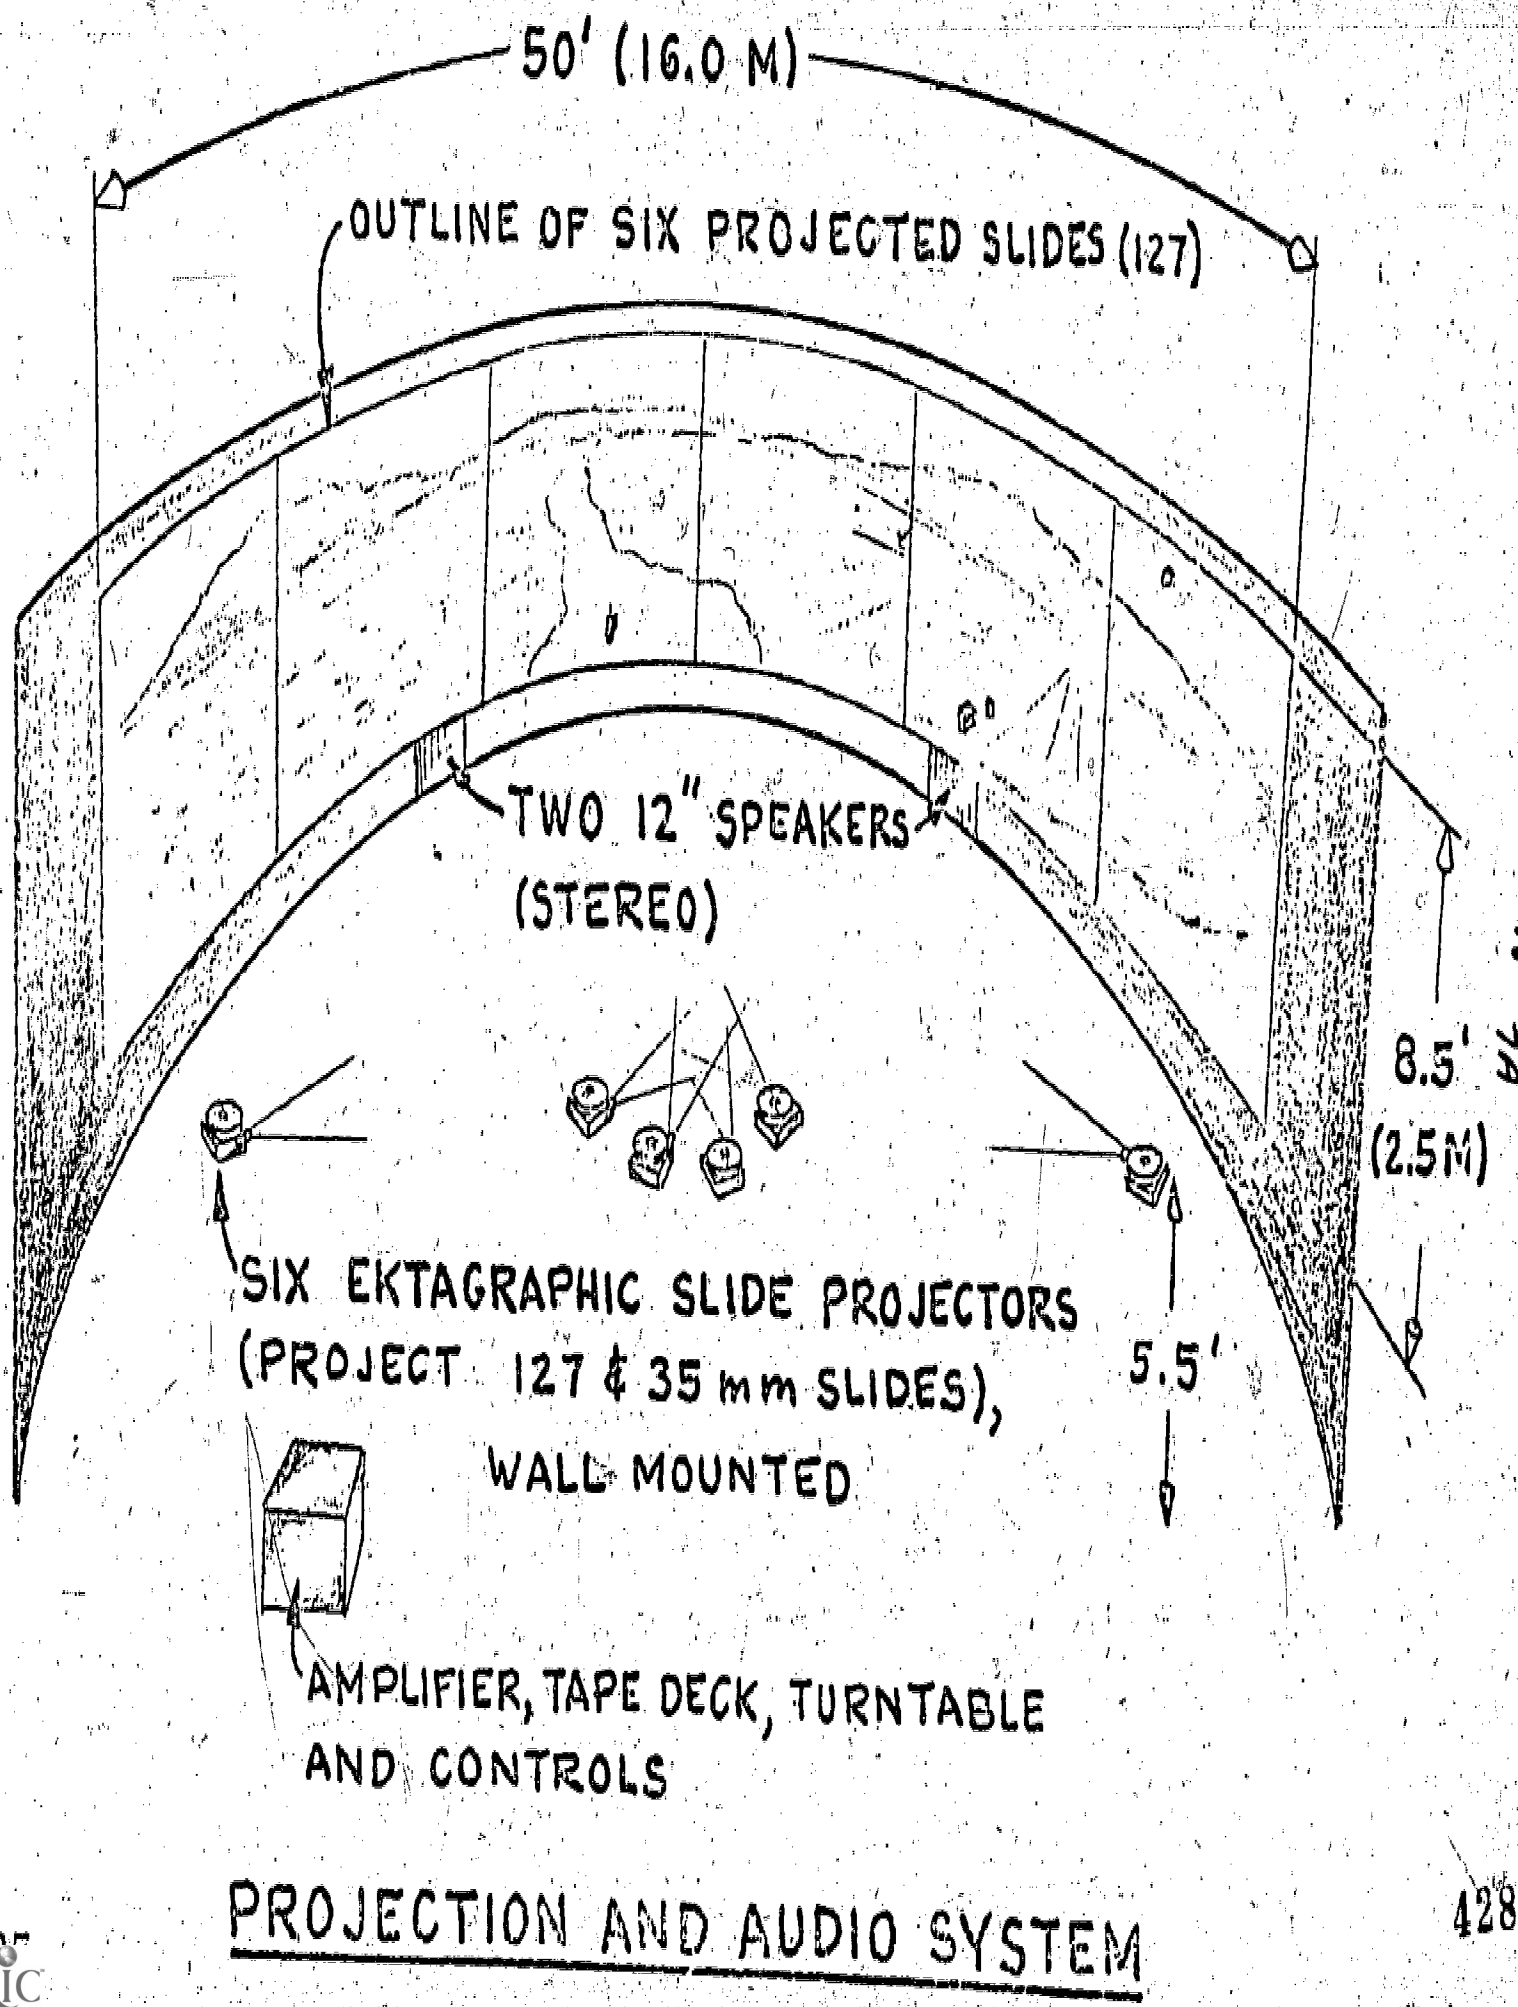 50' (16.0 M)
OUTLINE OF SIX PROJECTED SLIDES (127)
TWO 12" SPEAKERS
(STEREO)
8.5'
(2.5M)
SIX EKTAGRAPHIC SLIDE PROJECTORS
(PROJECT 127 & 35 mm SLIDES),
WALL MOUNTED
5.5'
AMPLIFIER, TAPE DECK, TURNTABLE
AND CONTROLS
PROJECTION AND AUDIO SYSTEM
428
IC